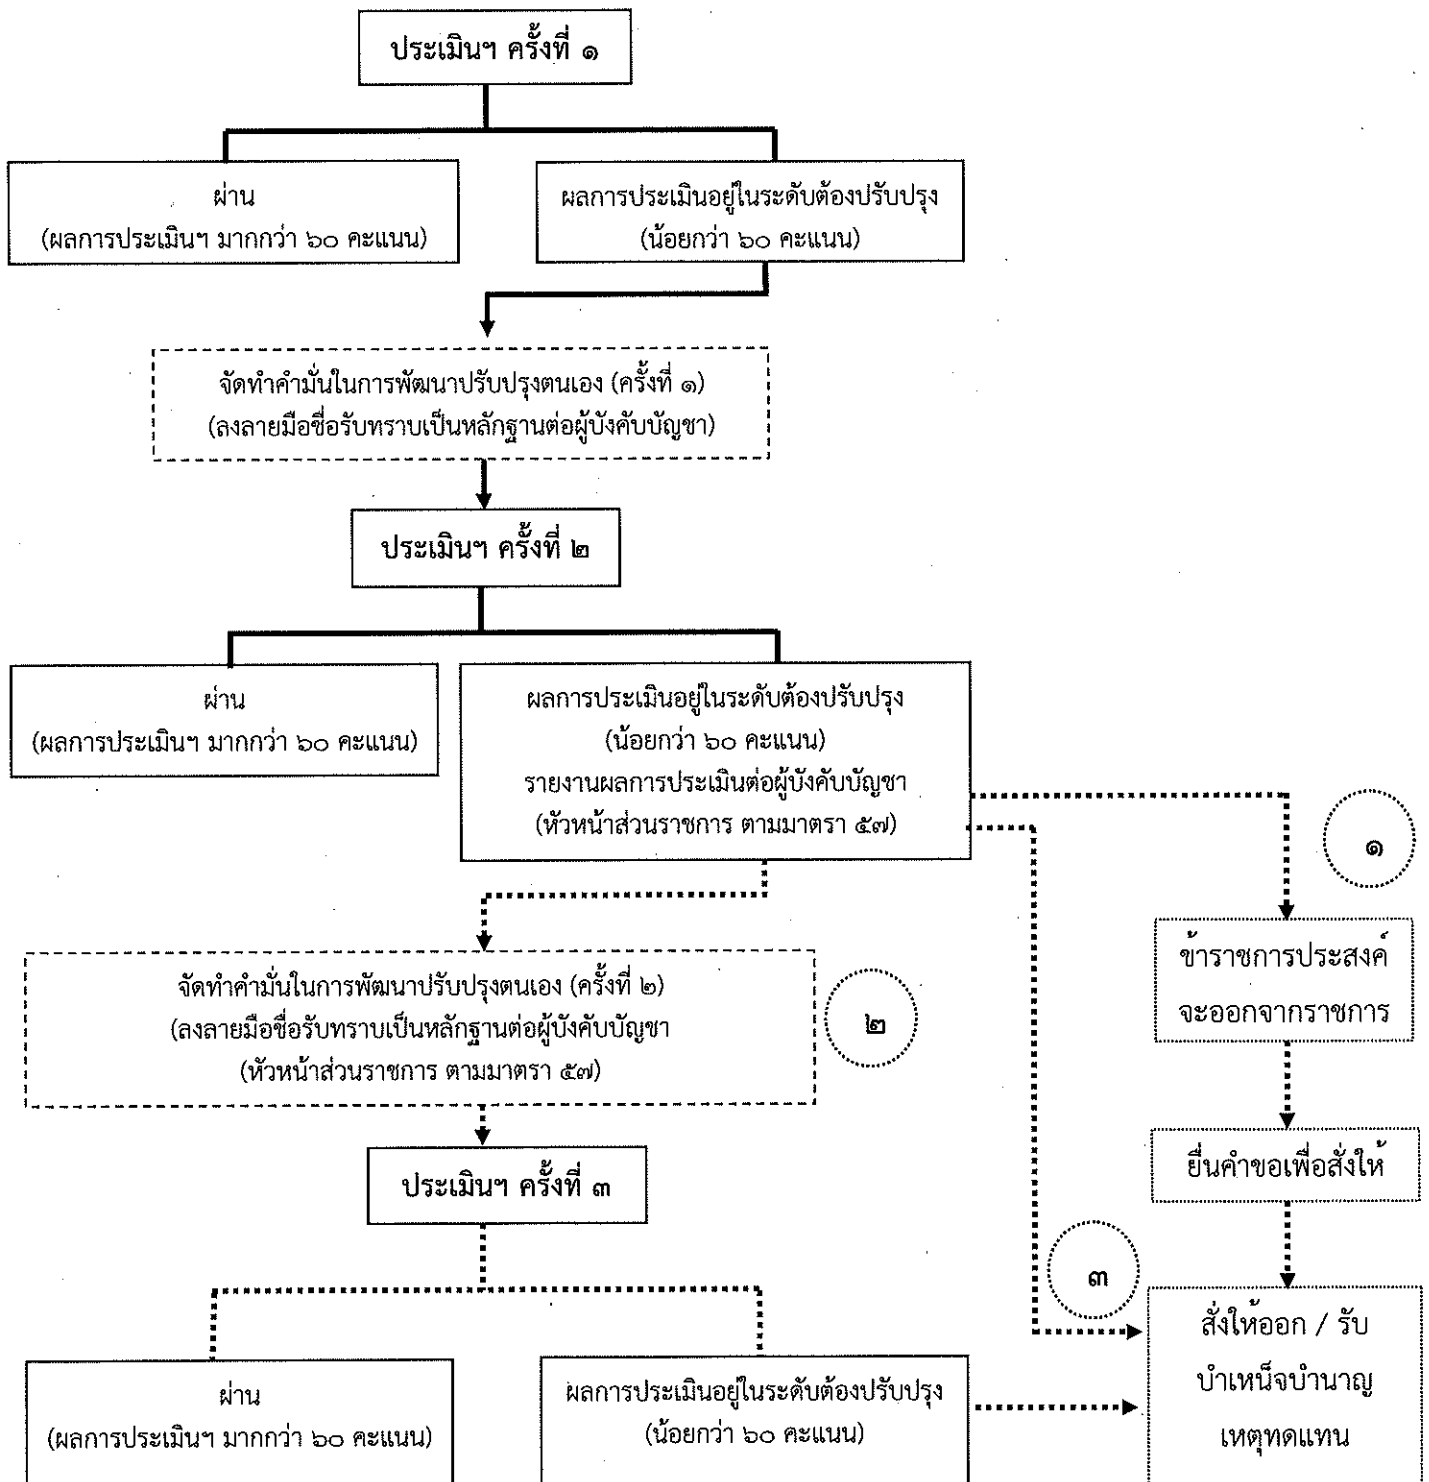 ประเมินฯ ครั้งที่ ๑
ผ่าน
(ผลการประเมินฯ มากกว่า ๖๐ คะแนน)
ผลการประเมินอยู่ในระดับต้องปรับปรุง
(น้อยกว่า ๖๐ คะแนน)
จัดทำคำมั่นในการพัฒนาปรับปรุงตนเอง (ครั้งที่ ๑)
(ลงลายมือชื่อรับทราบเป็นหลักฐานต่อผู้บังคับบัญชา)
ประเมินฯ ครั้งที่ ๒
ผ่าน
(ผลการประเมินฯ มากกว่า ๖๐ คะแนน)
ผลการประเมินอยู่ในระดับต้องปรับปรุง
(น้อยกว่า ๖๐ คะแนน)
รายงานผลการประเมินต่อผู้บังคับบัญชา
(หัวหน้าส่วนราชการ ตามมาตรา ๕๗)
๑
ข้าราชการประสงค์
จะออกจากราชการ
จัดทำคำมั่นในการพัฒนาปรับปรุงตนเอง (ครั้งที่ ๒)
(ลงลายมือชื่อรับทราบเป็นหลักฐานต่อผู้บังคับบัญชา
(หัวหน้าส่วนราชการ ตามมาตรา ๕๗)
๒
ยื่นคำขอเพื่อสั่งให้
ประเมินฯ ครั้งที่ ๓
๓
สั่งให้ออก / รับ
บำเหน็จบำนาญ
เหตุทดแทน
ผ่าน
(ผลการประเมินฯ มากกว่า ๖๐ คะแนน)
ผลการประเมินอยู่ในระดับต้องปรับปรุง
(น้อยกว่า ๖๐ คะแนน)